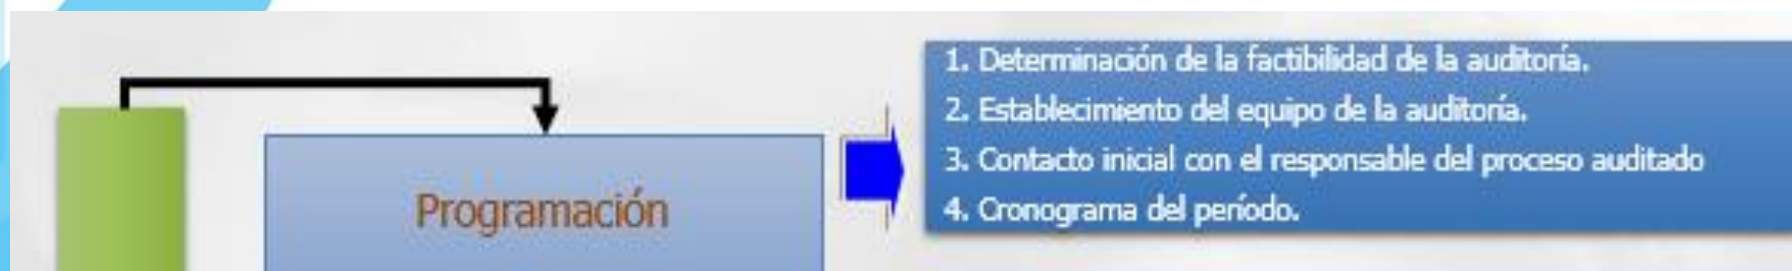 Programación
1. Determinación de la factibilidad de la auditoría.
2. Establecimiento del equipo de la auditoría.
3. Contacto inicial con el responsable del proceso auditado
4. Cronograma del período.